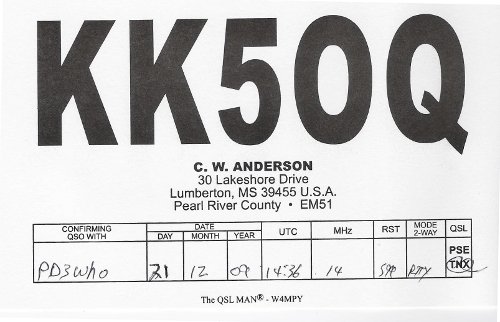 KK5OQ
C. W. ANDERSON
30 Lakeshore Drive
Lumberton, MS 39455 U.S.A.
Pearl River County • EM51
CONFIRMING QSO WITH DATE DAY MONTH YEAR UTC MHz RST MODE 2-WAY QSL
PD3WHO 21 12 09 14:36 14 599 RTTY PSE TNX
The QSL MAN® - W4MPY